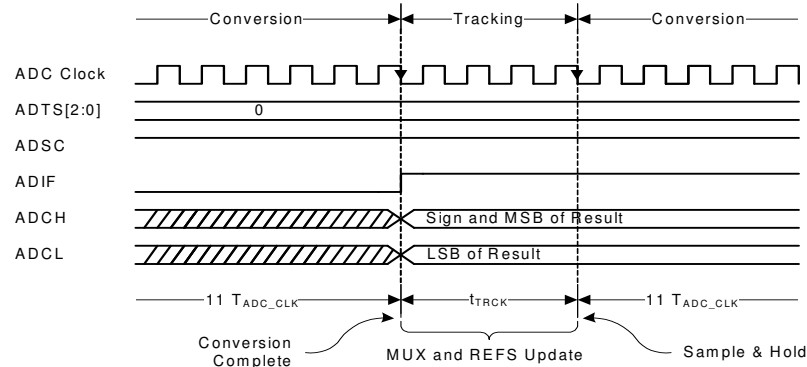 Conversion Tracking Conversion
ADC Clock
ADTS[2:0] 0
ADSC
ADIF
ADCH Sign and MSB of Result
ADCL LSB of Result
11 TADC_CLK tTRCK 11 TADC_CLK
Conversion
Complete
MUX and REFS Update
Sample & Hold